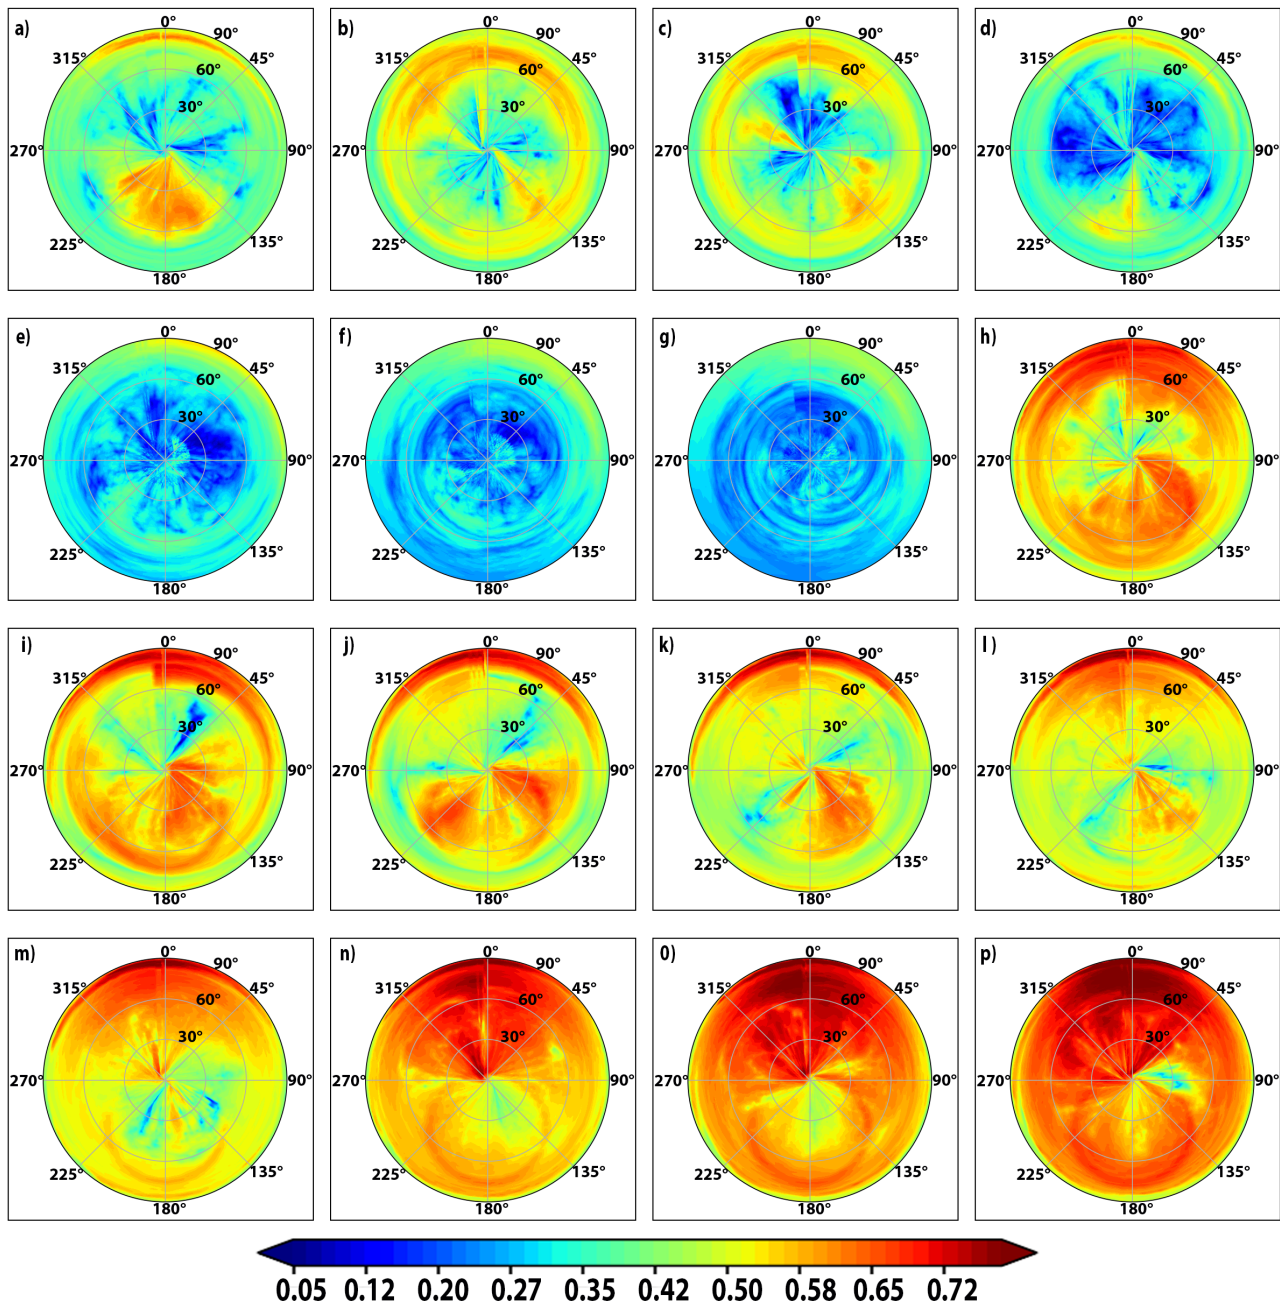 a) 0° 90° 45° 60° 30° 90° 135° 180° 225° 270° 315°
b) 0° 90° 45° 60° 30° 90° 135° 180° 225° 270° 315°
c) 0° 90° 45° 60° 30° 90° 135° 180° 225° 270° 315°
d) 0° 90° 45° 60° 30° 90° 135° 180° 225° 270° 315°
e) 0° 90° 45° 60° 30° 90° 135° 180° 225° 270° 315°
f) 0° 90° 45° 60° 30° 90° 135° 180° 225° 270° 315°
g) 0° 90° 45° 60° 30° 90° 135° 180° 225° 270° 315°
h) 0° 90° 45° 60° 30° 90° 135° 180° 225° 270° 315°
i) 0° 90° 45° 60° 30° 90° 135° 180° 225° 270° 315°
j) 0° 90° 45° 60° 30° 90° 135° 180° 225° 270° 315°
k) 0° 90° 45° 60° 30° 90° 135° 180° 225° 270° 315°
l) 0° 90° 45° 60° 30° 90° 135° 180° 225° 270° 315°
m) 0° 90° 45° 60° 30° 90° 135° 180° 225° 270° 315°
n) 0° 90° 45° 60° 30° 90° 135° 180° 225° 270° 315°
0) 0° 90° 45° 60° 30° 90° 135° 180° 225° 270° 315°
p) 0° 90° 45° 60° 30° 90° 135° 180° 225° 270° 315°
0.05 0.12 0.20 0.27 0.35 0.42 0.50 0.58 0.65 0.72